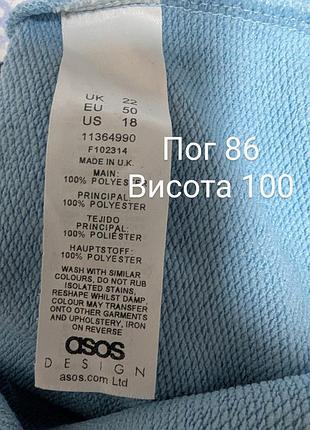 UK 22
EU 50
US 18
11364990
F102314
MADE IN U.K.
MAIN:
100% POLYESTER
PRINCIPAL:
100% POLYESTER
TEJIDO
PRINCIPAL:
100% POLIÉSTER
HAUPTSTOFF:
100% POLYESTER
WASH WITH SIMILAR
COLOURS, DO NOT RUB
ISOLATED STAINS,
RESHAPE WHILST DAMP,
COLOUR MAY TRANSFER
ONTO OTHER GARMENTS
AND UPHOLSTERY, IRON
ON REVERSE
asos
DESIGN
asos.com Ltd
Пог 86
Висота 100